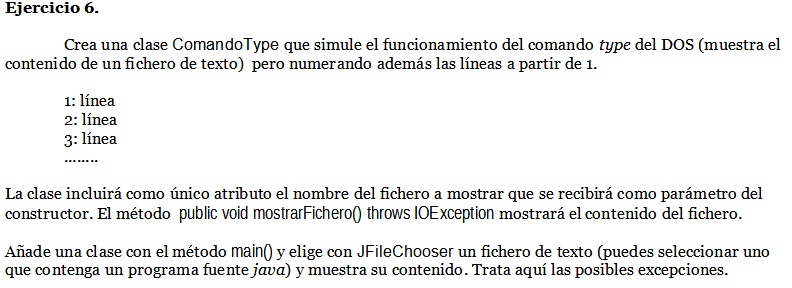 Ejercicio 6.
Crea una clase ComandoType que simule el funcionamiento del comando type del DOS (muestra el
contenido de un fichero de texto) pero numerando además las líneas a partir de 1.
1: línea
2: línea
3: línea
........
La clase incluirá como único atributo el nombre del fichero a mostrar que se recibirá como parámetro del
constructor. El método public void mostrarFichero() throws IOException mostrará el contenido del fichero.
Añade una clase con el método main() y elige con JFileChooser un fichero de texto (puedes seleccionar uno
que contenga un programa fuente java) y muestra su contenido. Trata aquí las posibles excepciones.